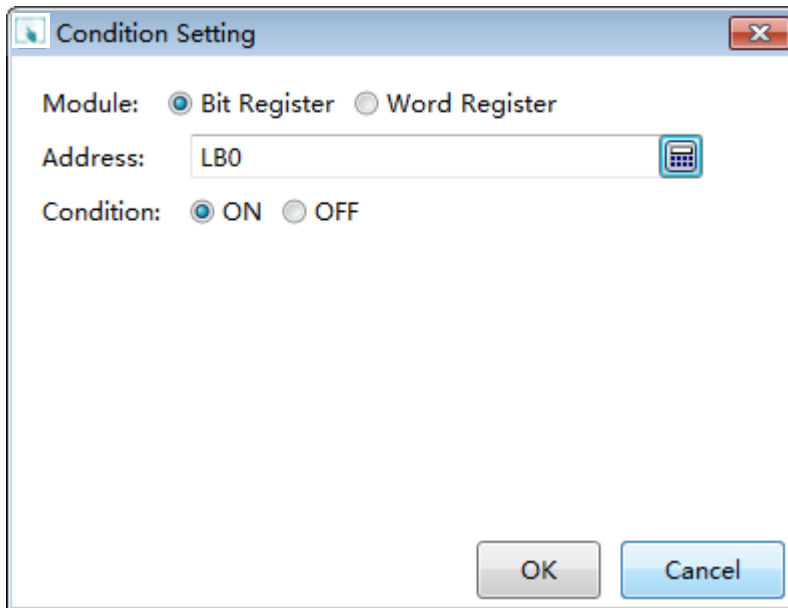 Condition Setting
Module: Bit Register Word Register
Address: LB0
Condition: ON OFF
OK Cancel